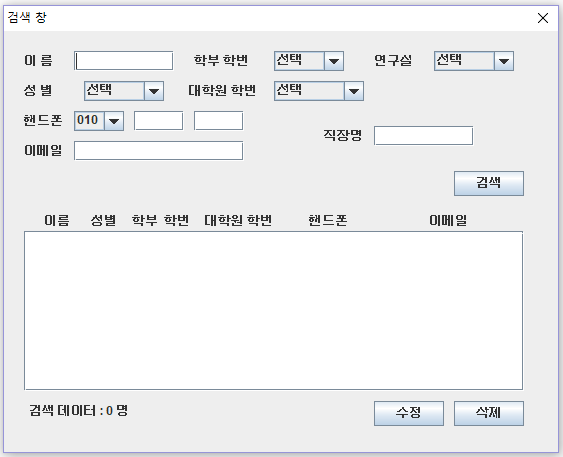 검색 창
이 름 학부 학번 선택 연구실 선택
성 별 선택 대학원 학번 선택
핸드폰 010
직장명
이메일
검색
이름 성별 학부 학번 대학원 학번 핸드폰 이메일
검색 데이터 : 0 명 수정 삭제